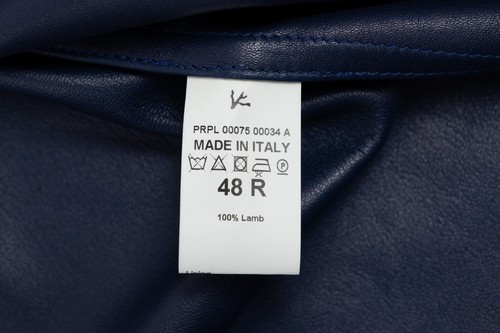 PRPL 00075 00034 A
MADE IN ITALY
P
48 R
100% Lamb